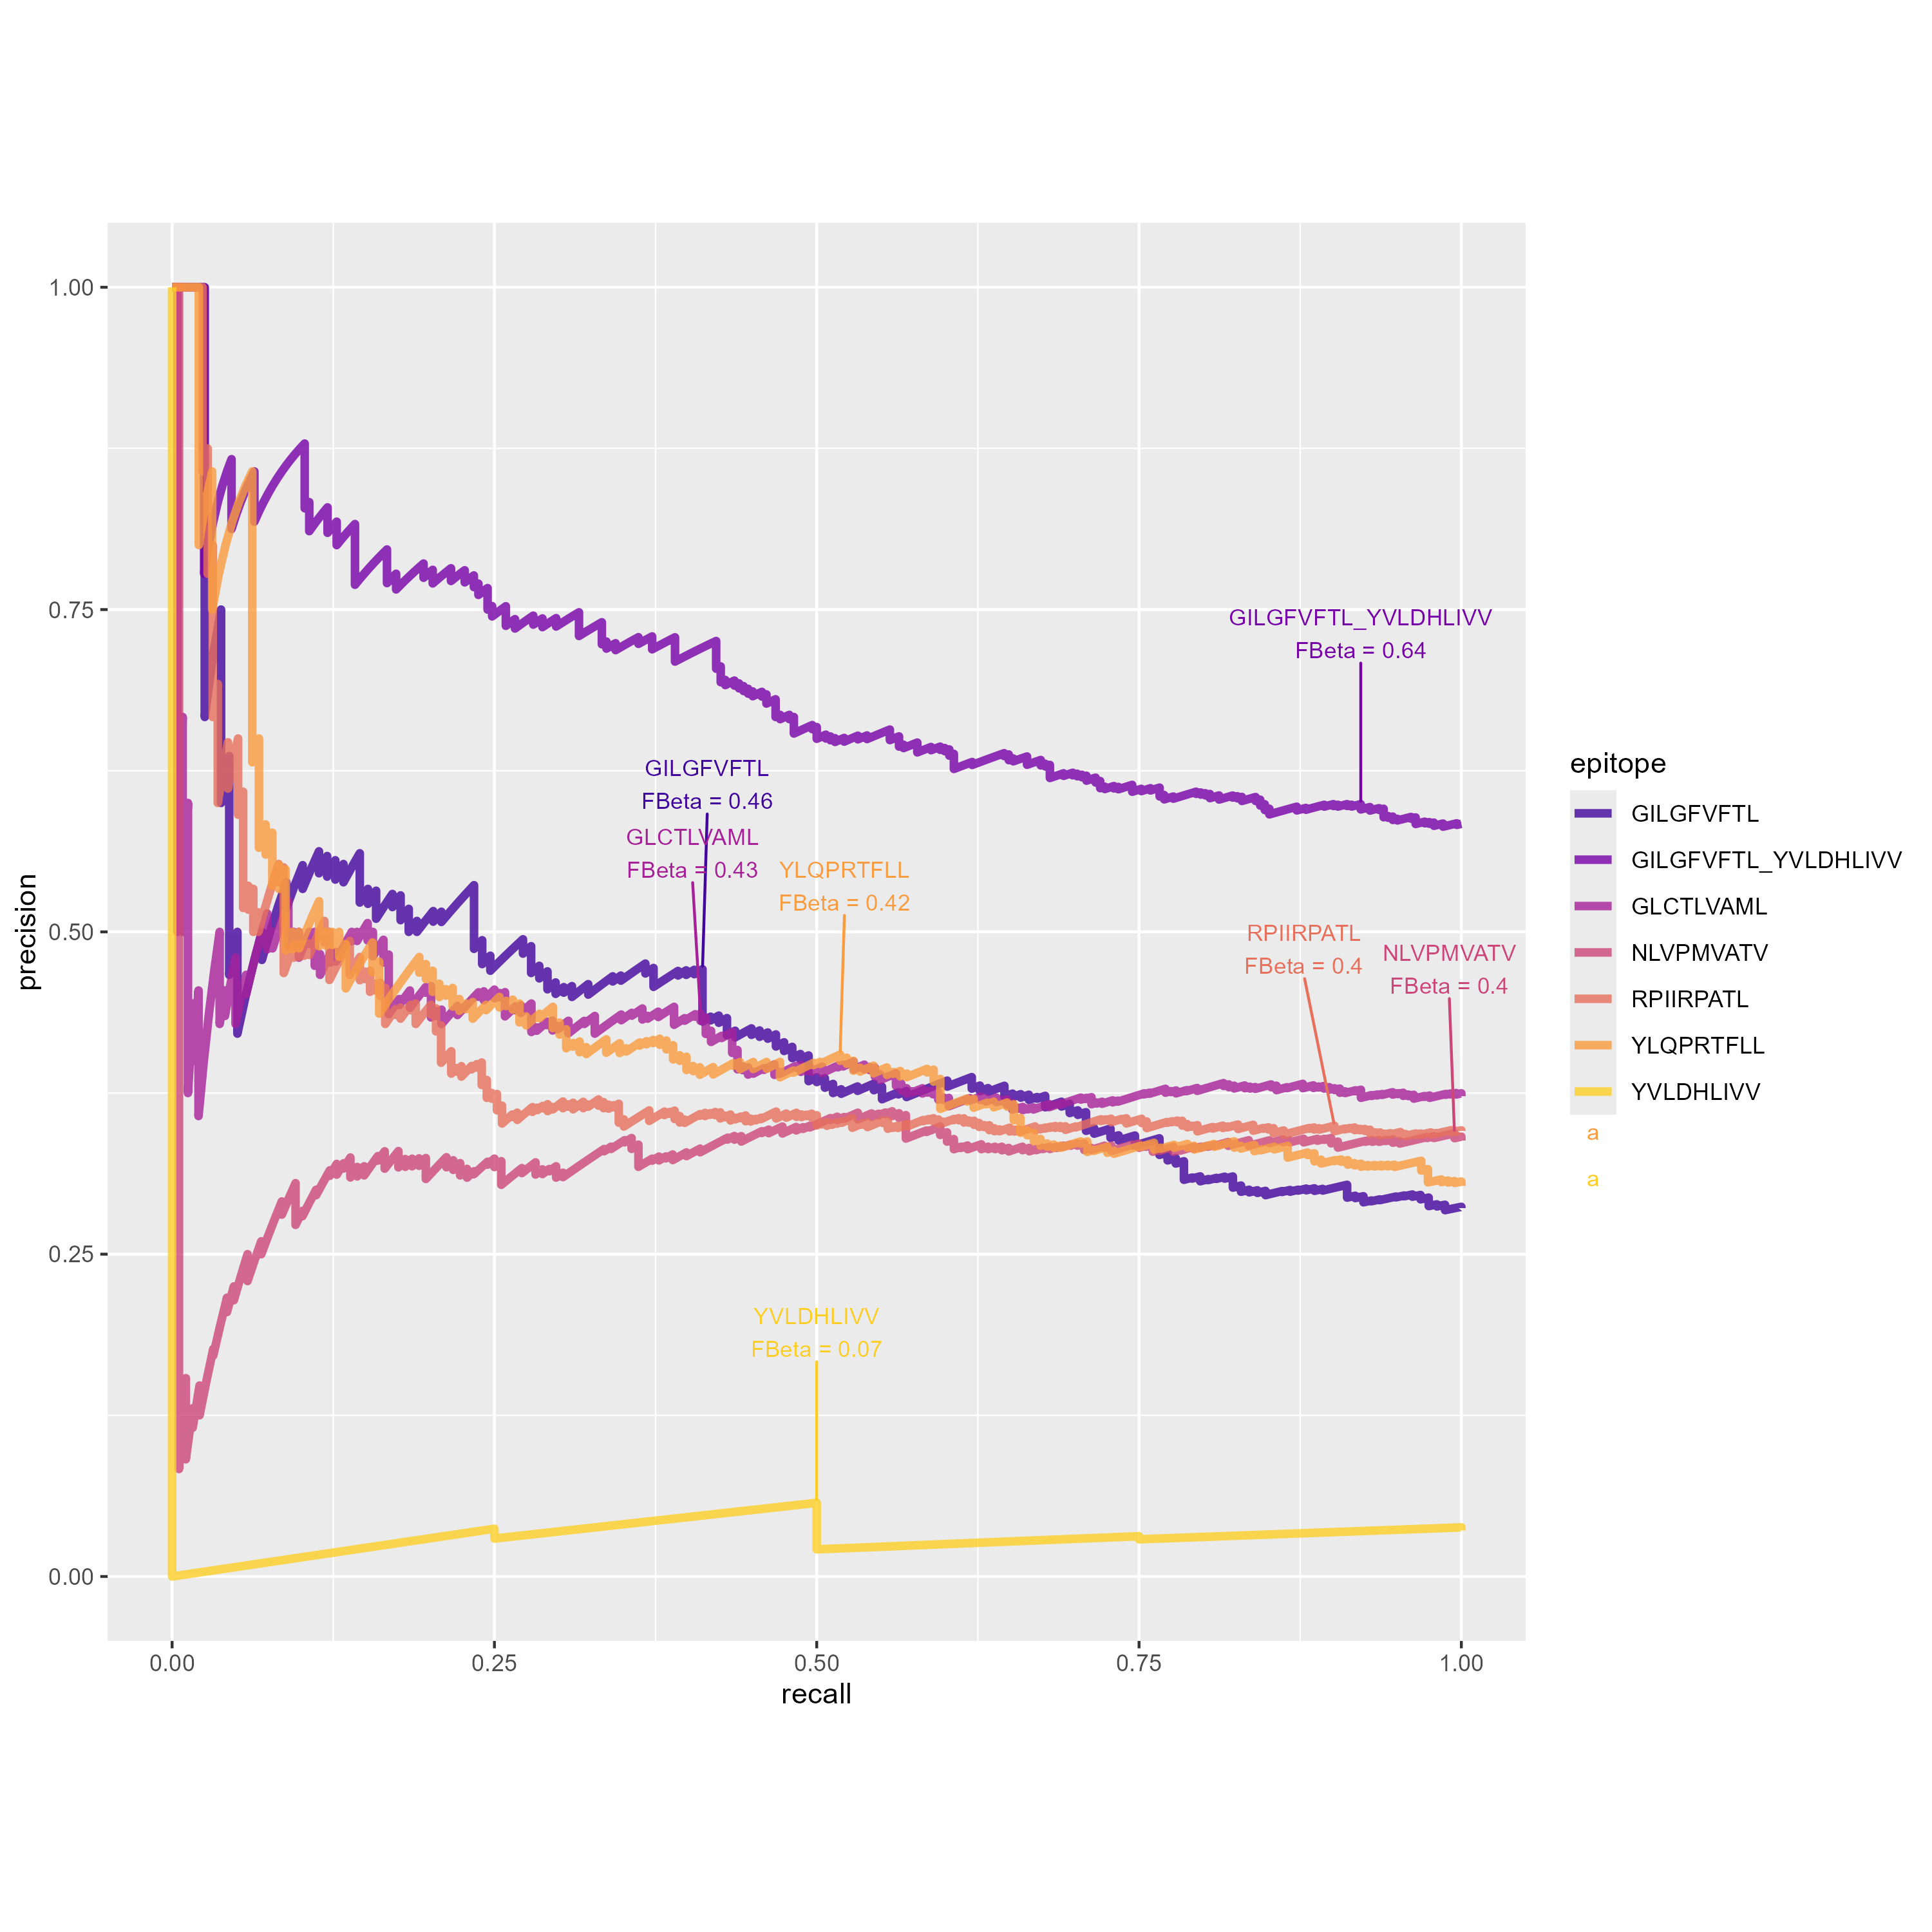 1.00
0.75
0.50
0.25
0.00
precision
GILGFVFTL_YVLDHLIVV
FBeta = 0.64
GILGFVFTL
FBeta = 0.46
GLCTLVAML
FBeta = 0.43
YLQPRTFLL
FBeta = 0.42
RPIIRPATL
FBeta = 0.4
NLVPMVATV
FBeta = 0.4
YVLDHLIVV
FBeta = 0.07
0.00
0.25
0.50
0.75
1.00
recall
epitope
GILGFVFTL
GILGFVFTL_YVLDHLIVV
GLCTLVAML
NLVPMVATV
RPIIRPATL
YLQPRTFLL
YVLDHLIVV
a
a